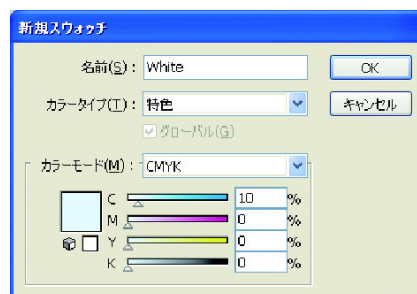 新規スウォッチ
名前(S): White
OK
カラータイプ(T): 特色
キャンセル
グローバル(G)
カラーモード(M): CMYK
C 10 %
M 0 %
Y 0 %
K 0 %